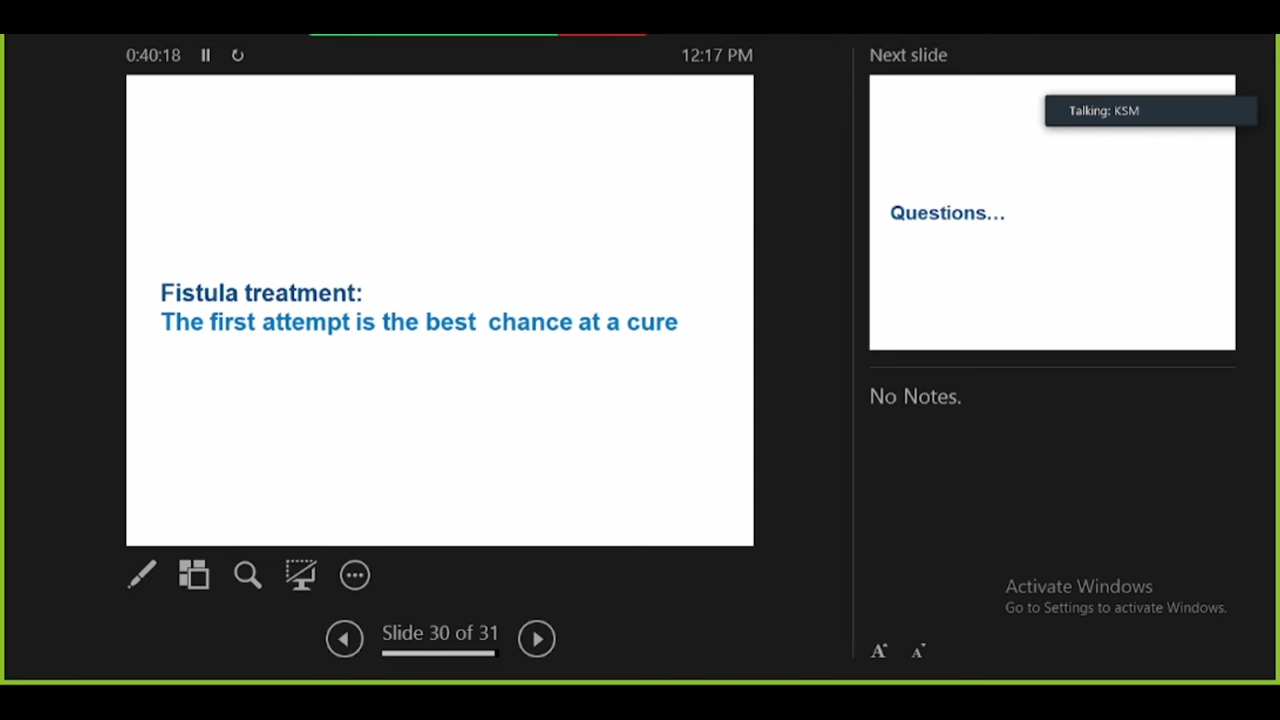 0:40:18
12:17 PM
Next slide
Talking: KSM
Questions...
Fistula treatment:
The first attempt is the best  chance at a cure
No Notes.
Activate Windows
Go to Settings to activate Windows.
Slide 30 of 31
A A